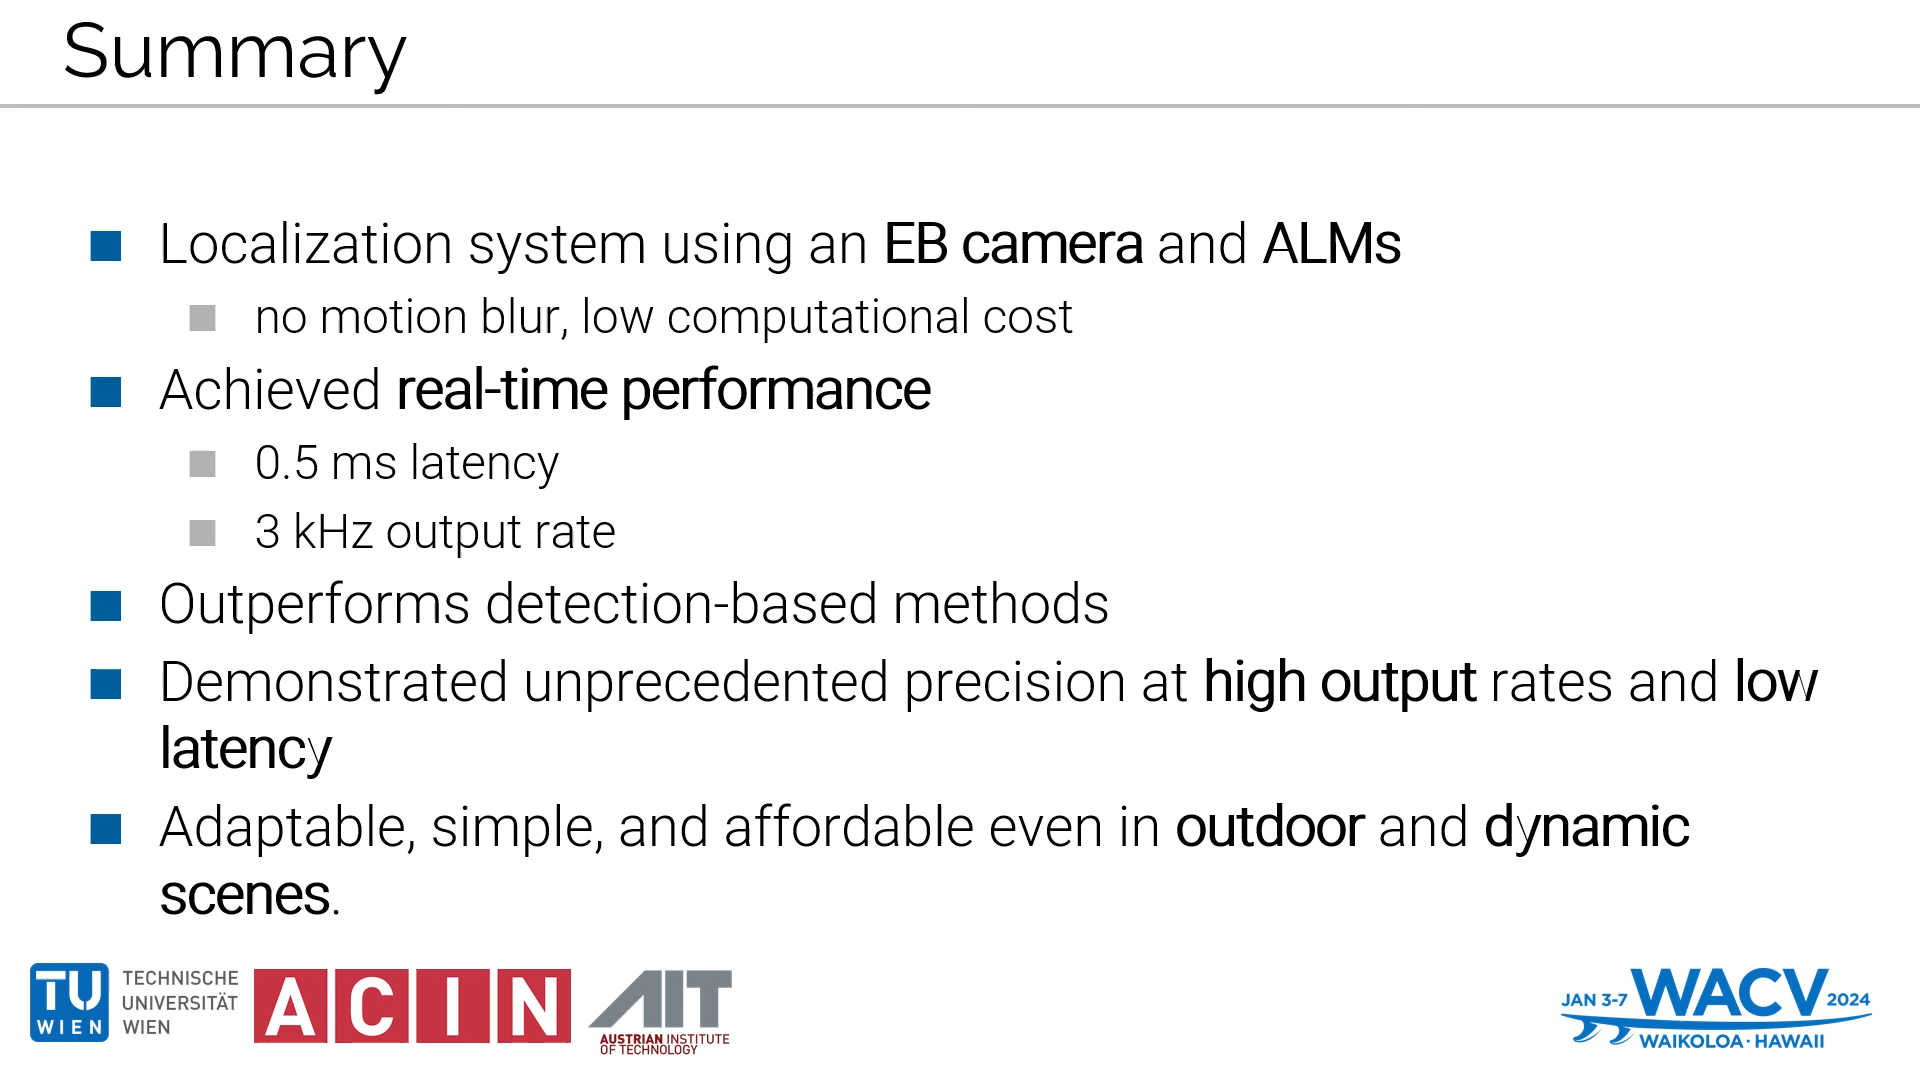 Summary
Localization system using an EB camera and ALMs
no motion blur, low computational cost
Achieved real-time performance
0.5 ms latency
3 kHz output rate
Outperforms detection-based methods
Demonstrated unprecedented precision at high output rates and low
latency
Adaptable, simple, and affordable even in outdoor and dynamic
scenes.
TU
WIEN
TECHNISCHE
UNIVERSITÄT
WIEN
ACIN
AIT
AUSTRIAN INSTITUTE
OF TECHNOLOGY
JAN 3-7 WACV 2024
WAIKOLOA · HAWAII